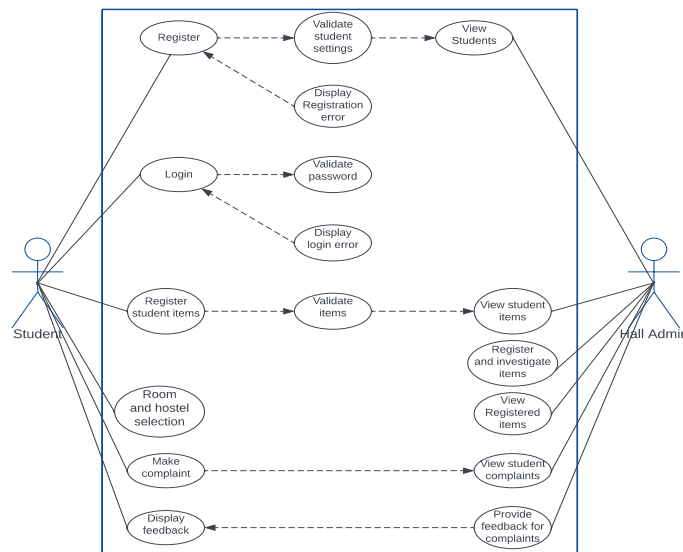 Register
Validate
student
settings
View
Students
Display
Registration
error
Login
Validate
password
Display
login error
Student
Hall Admin
Register
student items
Validate
items
View student
items
Register
and investigate
items
Room
and hostel
selection
View
Registered
items
Make
complaint
View student
complaints
Display
feedback
Provide
feedback for
complaints